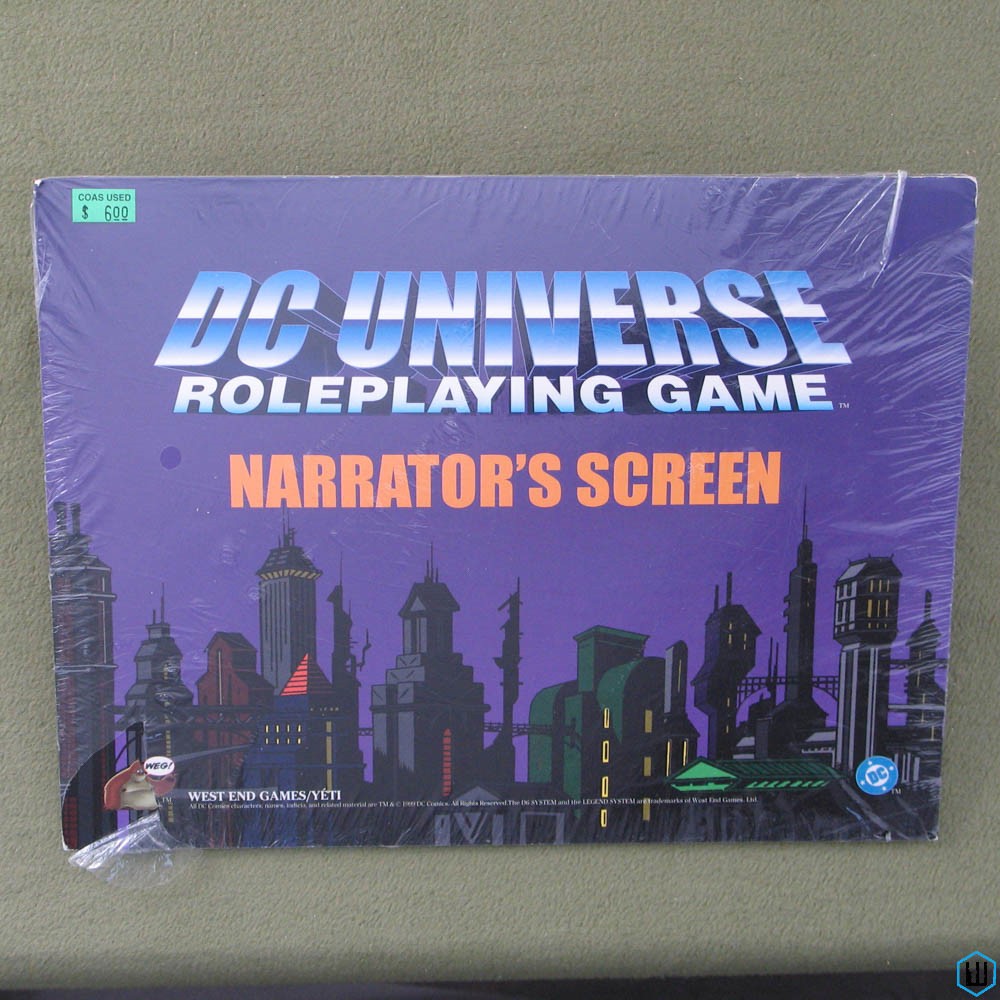 COAS USED
$ 6.00
DC UNIVERSE
ROLEPLAYING GAME ™
NARRATOR'S SCREEN
WEG!
TM
WEST END GAMES/YÉTI
All DC Comics characters, names, indicia, and related material are TM & © 1999 DC Comics. All Rights Reserved. The D6 SYSTEM and the LEGEND SYSTEM are trademarks of West End Games, Ltd.
DC
TM